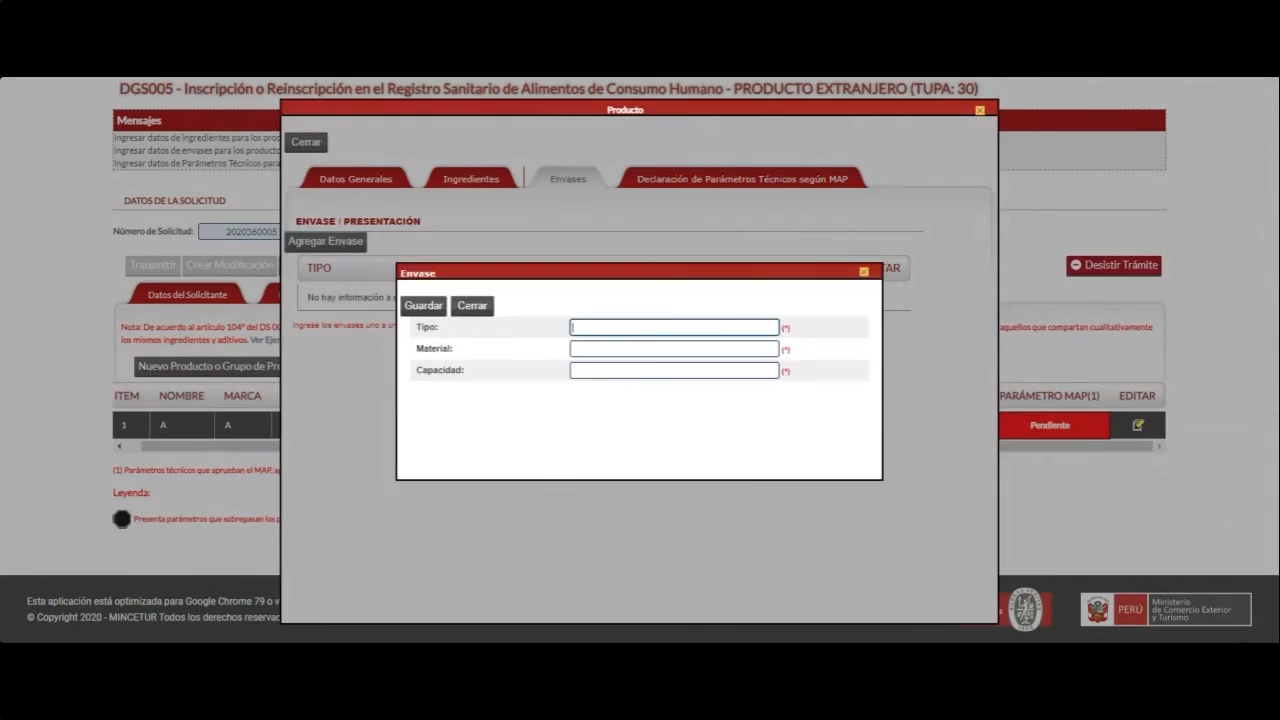 DGS005 - Inscripción o Reinscripción en el Registro Sanitario de Alimentos de Consumo Humano - PRODUCTO EXTRANJERO (TUPA: 30)
Producto
Mensajes
Ingresar datos de ingredientes para los
Ingresar datos de envases para los
Ingresar datos de Parámetros Técnicos para
Cerrar
Datos Generales
Ingredientes
Envases
Declaración de Parámetros Técnicos según MAP
DATOS DE LA SOLICITUD
ENVASE / PRESENTACIÓN
Número de Solicitud: 2020360005
Agregar Envase
Transmitir
Crear Modificación
Desistir Trámite
TIPO
Envase
No hay información a
Datos del Solicitante
Guardar
Cerrar
Tipo: (*)
Material: (*)
Capacidad: (*)
Nota: De acuerdo al artículo 104° del DS
Ingrese los envases uno a
aquellos que compartan cualitativamente
los mismos ingredientes y aditivos. Ver
Nuevo Producto o Grupo de
ITEM NOMBRE MARCA PARÁMETRO MAP(1) EDITAR
1 A A Pendiente
(1) Parámetros técnicos que aprueban el MAP,
Leyenda:
Presenta parámetros que sobrepasan los
Esta aplicación está optimizada para Google Chrome 79 o
© Copyright 2020 - MINCETUR Todos los derechos
PERÚ
Ministerio
de Comercio Exterior
y Turismo